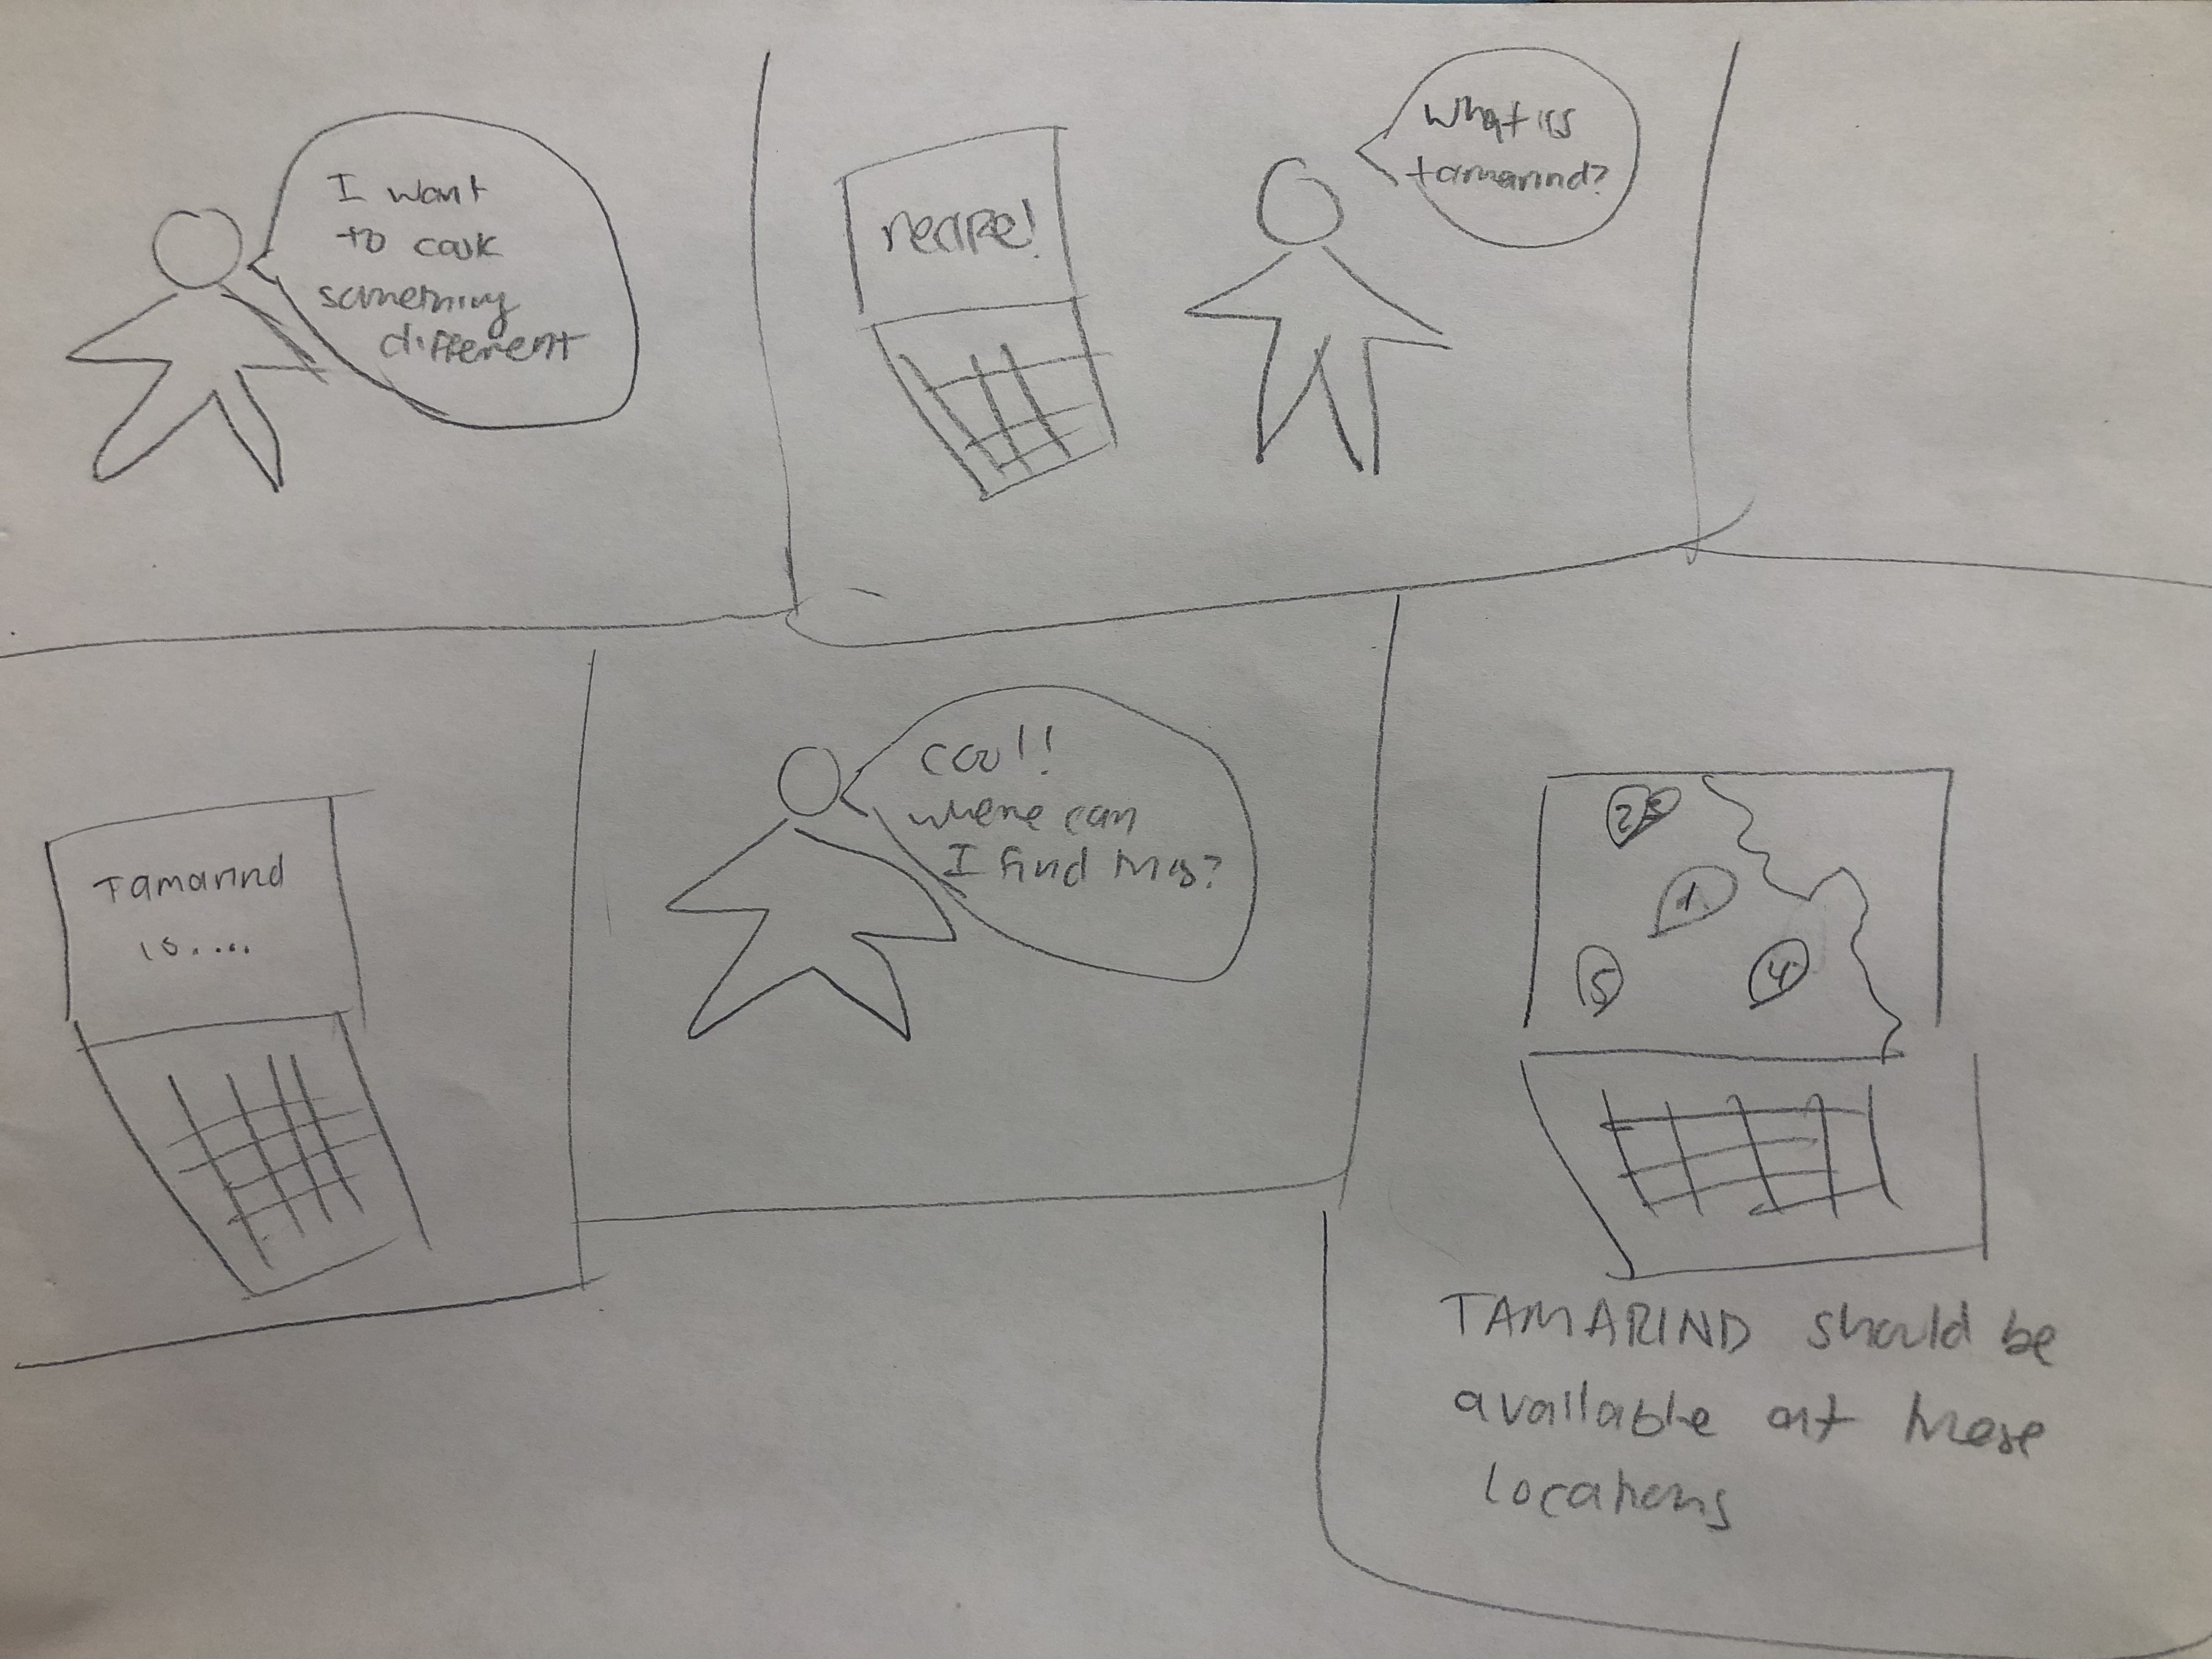 I want
to cook
something
different
recipe!
What is
tamarind?
Tamarind
is....
cool!
where can
I find this?
2
1.
5
4
TAMARIND should be
available at these
locations